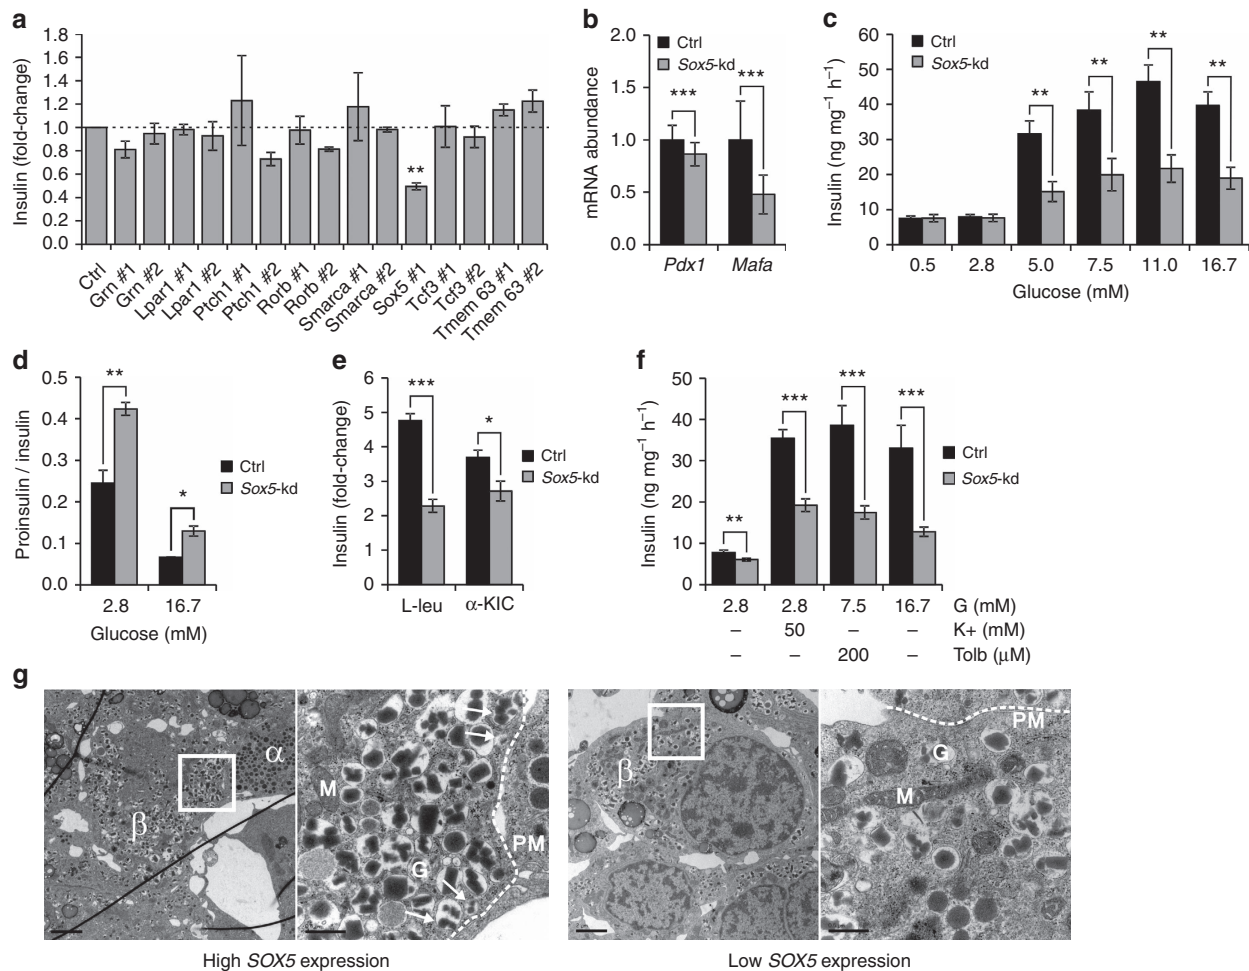 a
Insulin (fold-change)
1.8
1.6
1.4
1.2
1.0
0.8
0.6
0.4
0.2
0.0
**
Ctrl
Grn #1
Grn #2
Lpar1 #1
Lpar1 #2
Ptch1 #1
Ptch1 #2
Rorb #1
Rorb #2
Smarca #1
Smarca #2
Sox5 #1
Tcf3 #1
Tcf3 #2
Tmem 63 #1
Tmem 63 #2
b
mRNA abundance
2.0
1.5
1.0
0.5
0.0
Ctrl
Sox5-kd
*** ***
Pdx1 Mafa
c
Insulin (ng mg⁻¹ h⁻¹)
60
50
40
30
20
10
0
Ctrl
Sox5-kd
** ** ** **
0.5 2.8 5.0 7.5 11.0 16.7
Glucose (mM)
d
Proinsulin / insulin
0.5
0.4
0.3
0.2
0.1
0.0
** *
Ctrl
Sox5-kd
2.8 16.7
Glucose (mM)
e
Insulin (fold-change)
6
5
4
3
2
1
0
*** *
Ctrl
Sox5-kd
L-leu α-KIC
f
Insulin (ng mg⁻¹ h⁻¹)
50
40
30
20
10
0
** *** *** ***
Ctrl
Sox5-kd
2.8 2.8 7.5 16.7 G (mM)
– 50 – – K+ (mM)
– – 200 – Tolb (μM)
g
α
β
M
G
PM
β
PM
G
M
High SOX5 expression
Low SOX5 expression